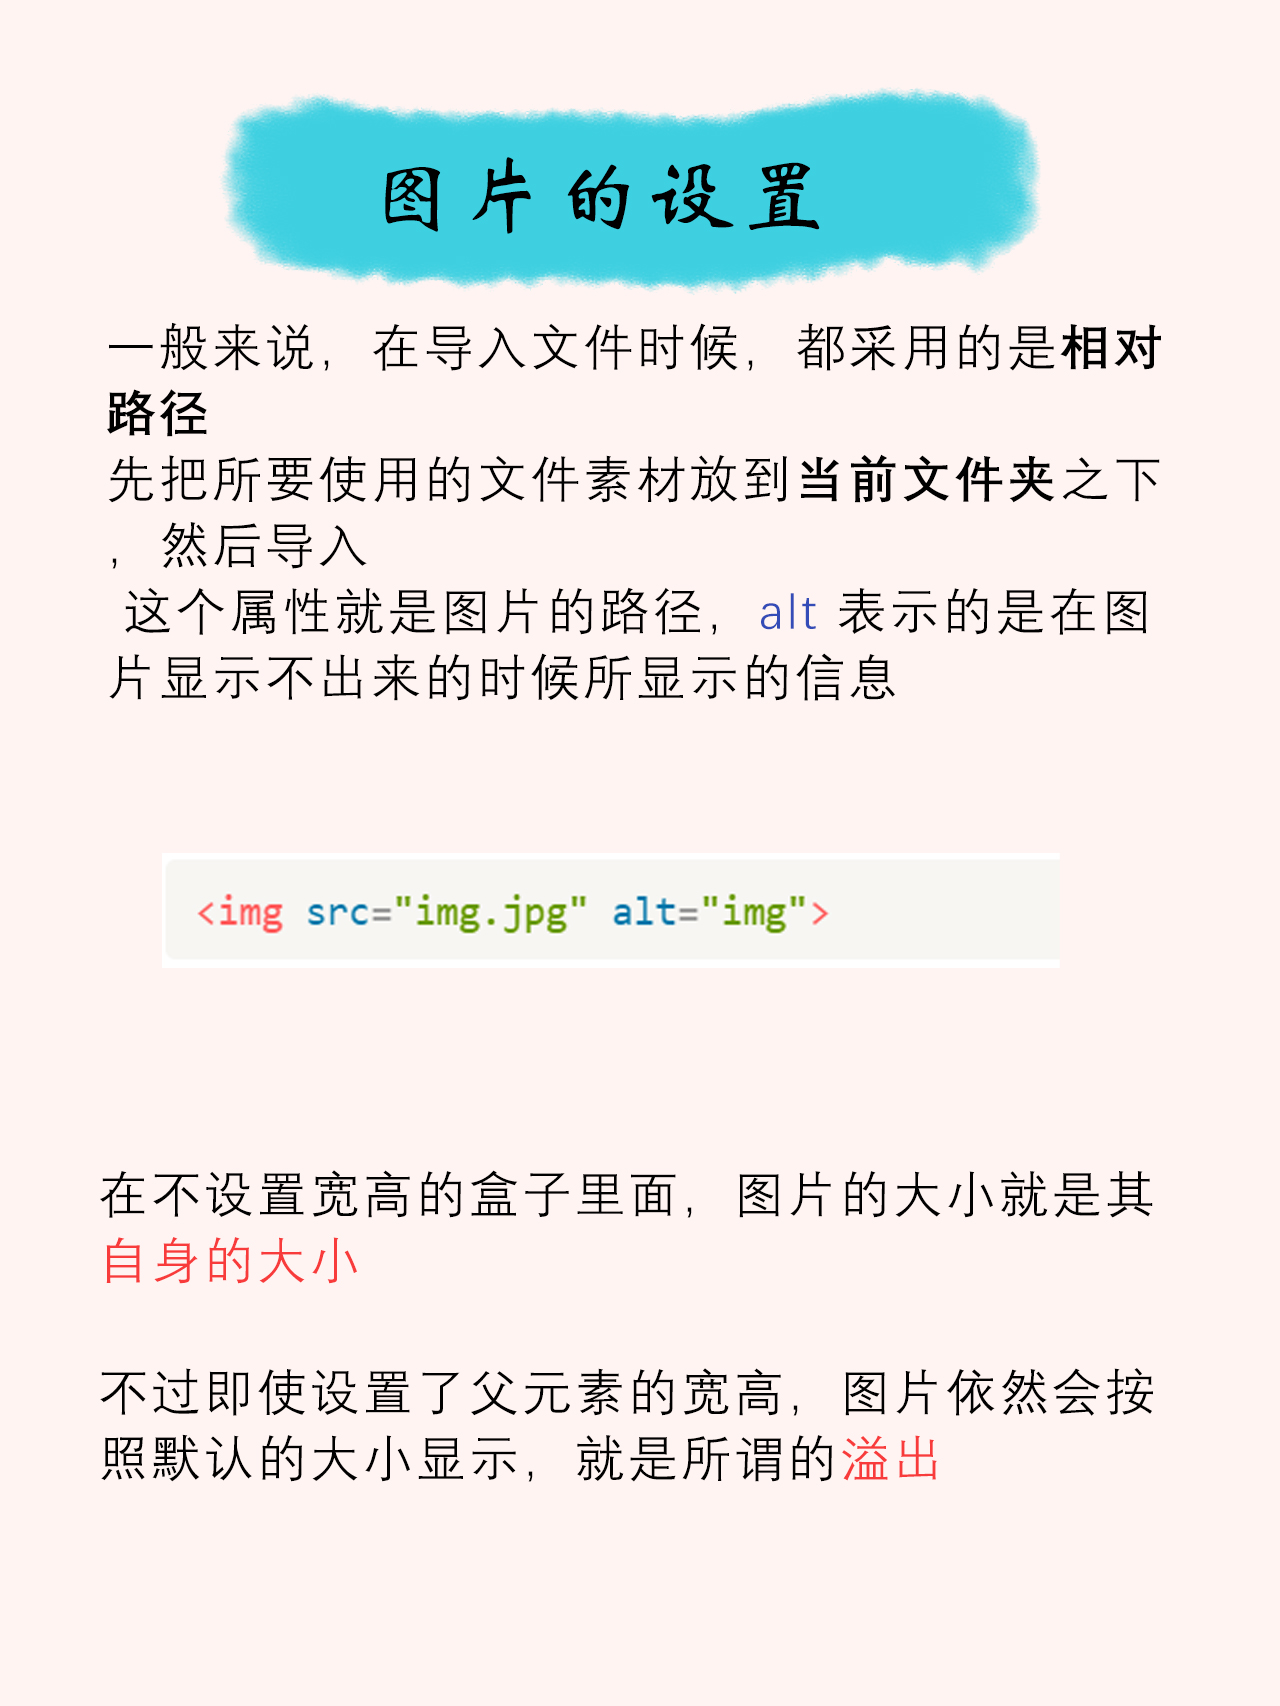 图片的设置
一般来说，在导入文件时候，都采用的是相对
路径
先把所要使用的文件素材放到当前文件夹之下
，然后导入
这个属性就是图片的路径，alt 表示的是在图
片显示不出来的时候所显示的信息
<img src="img.jpg" alt="img">
在不设置宽高的盒子里面，图片的大小就是其
自身的大小
不过即使设置了父元素的宽高，图片依然会按
照默认的大小显示，就是所谓的溢出